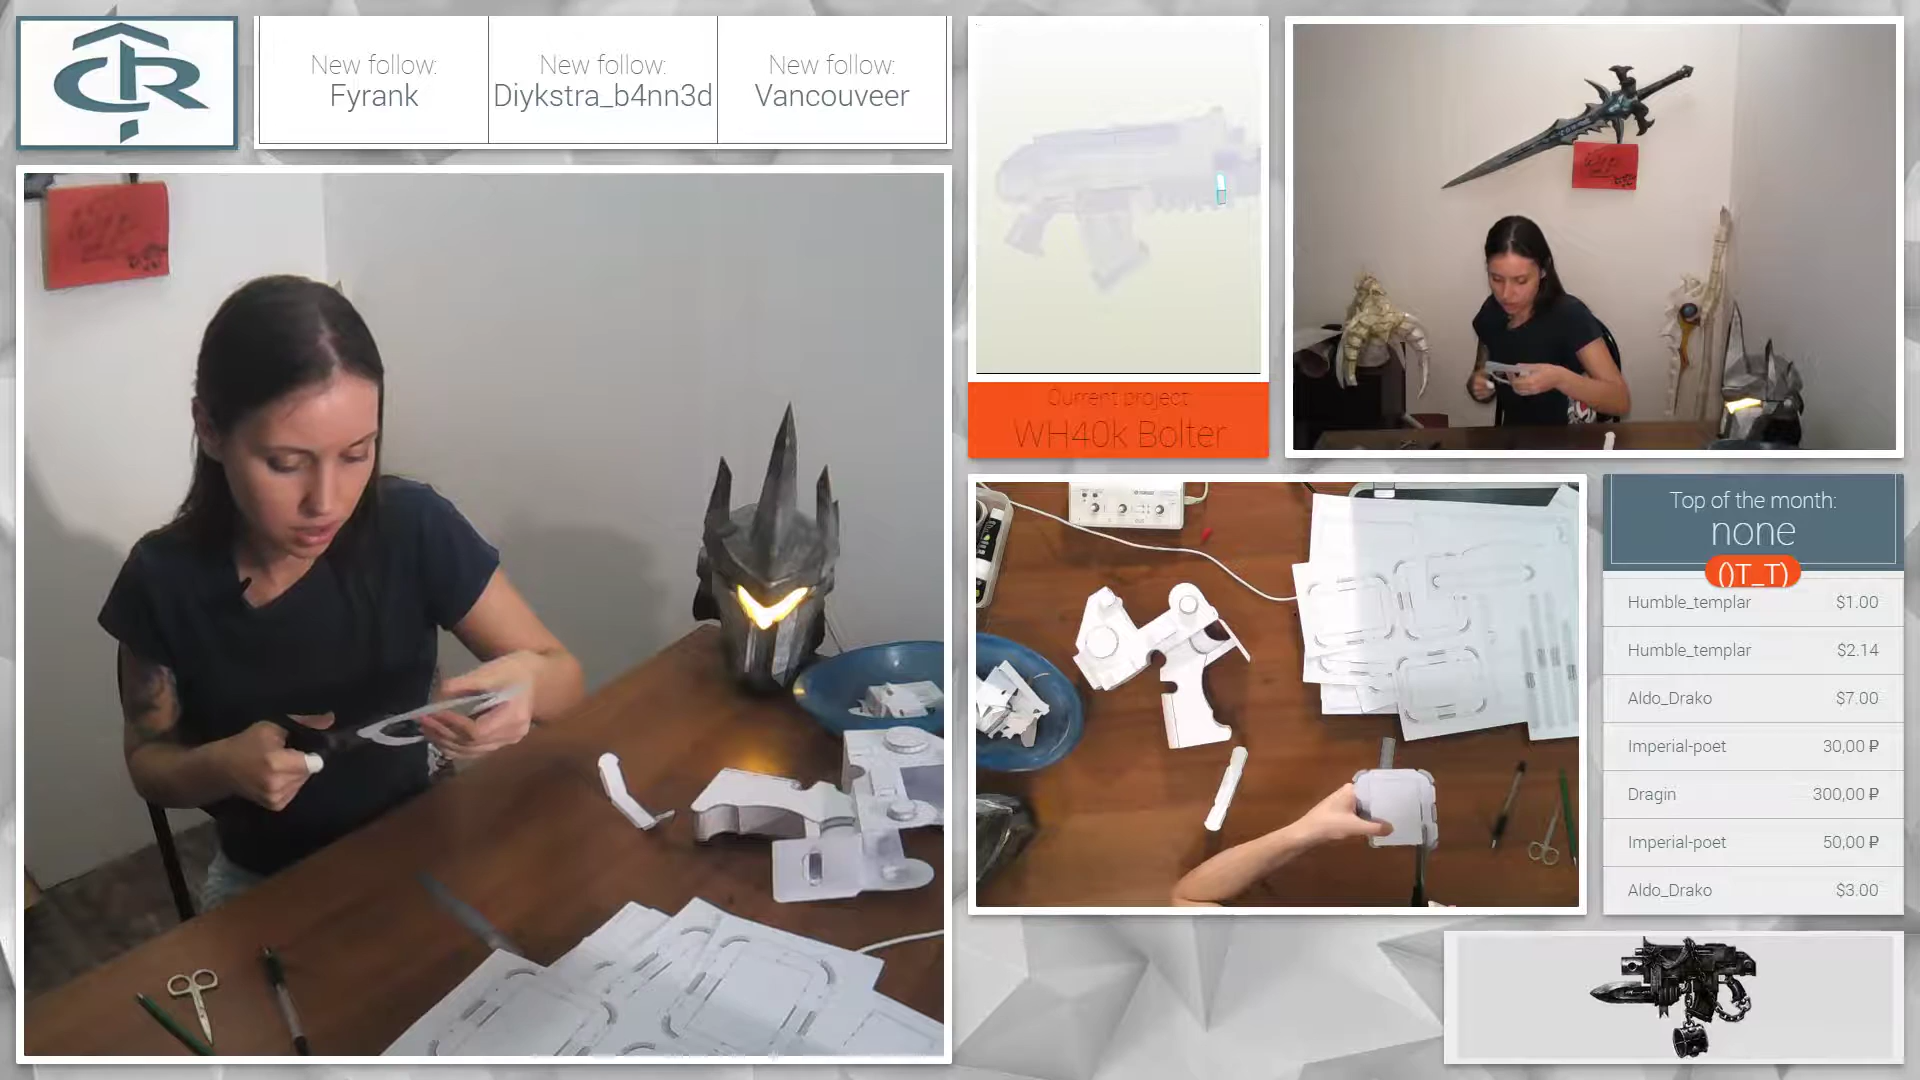 New follow:
Fyrank
New follow:
Diykstra_b4nn3d
New follow:
Vancouveer
Current project:
WH40k Bolter
Top of the month:
none
()T_T)
Humble_templar $1.00
Humble_templar $2.14
Aldo_Drako $7.00
Imperial-poet 30,00 ₽
Dragin 300,00 ₽
Imperial-poet 50,00 ₽
Aldo_Drako $3.00